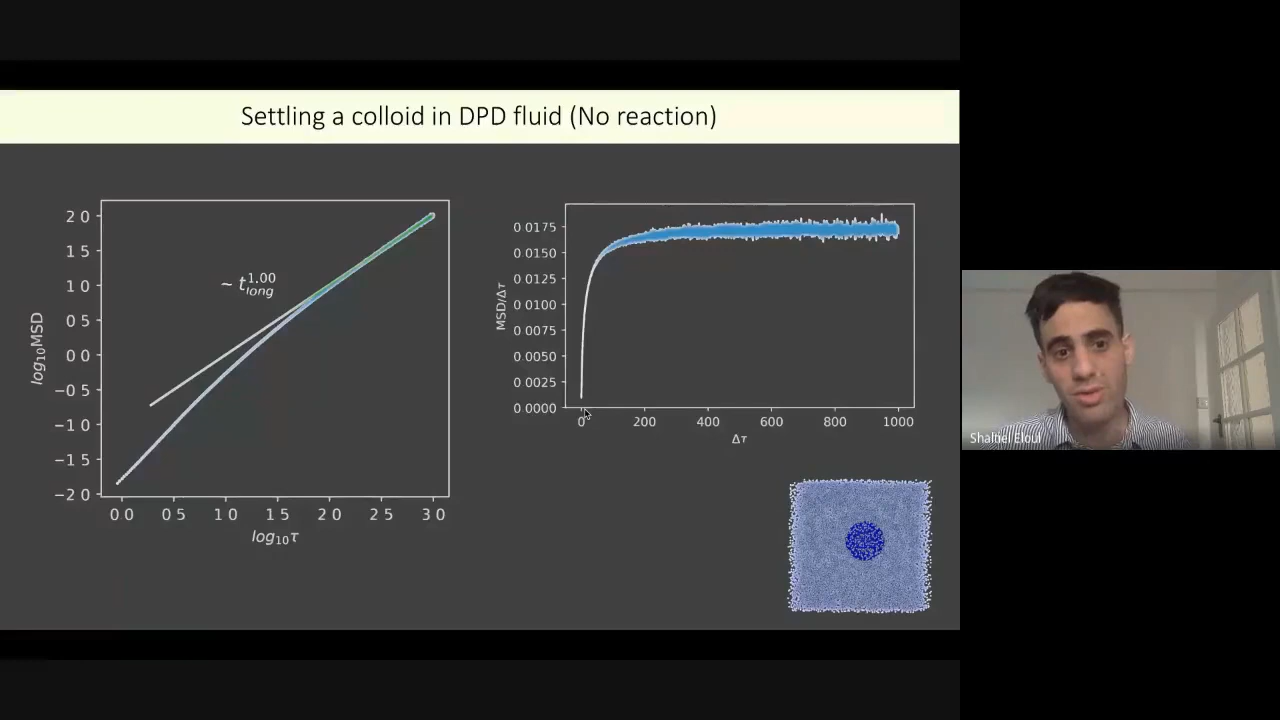 Settling a colloid in DPD fluid (No reaction)
log10MSD
2 0
1 5
1 0
0 5
0 0
−0 5
−1 0
−1 5
−2 0
~ t^1.00_long
0 0 0 5 1 0 1 5 2 0 2 5 3 0
log10τ
MSD/Δτ
0 0175
0 0150
0 0125
0 0100
0 0075
0 0050
0 0025
0 0000
0 200 400 600 800 1000
Δτ
Shaltiel Eloul